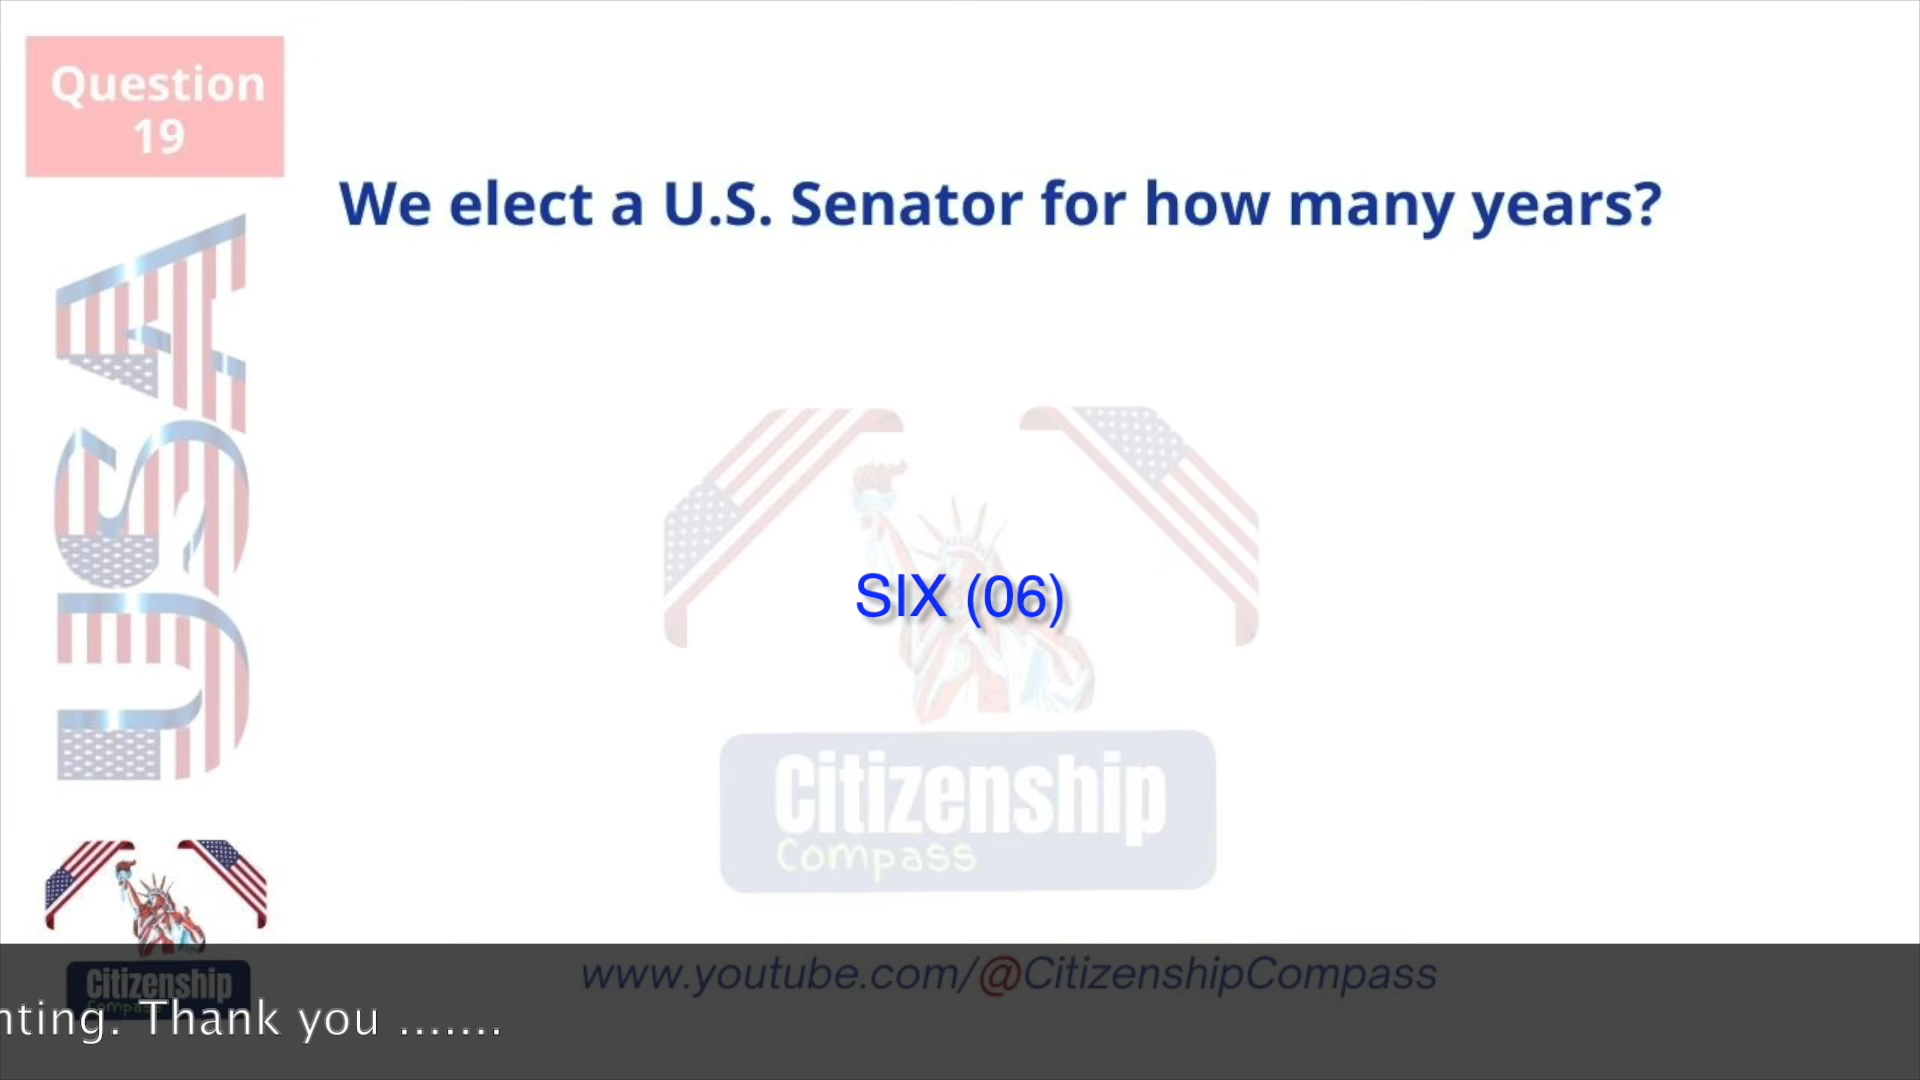 Question
19
We elect a U.S. Senator for how many years?
USA
SIX (06)
Citizenship
Compass
www.youtube.com/@CitizenshipCompass
Citizenship
Compass
nting. Thank you .......